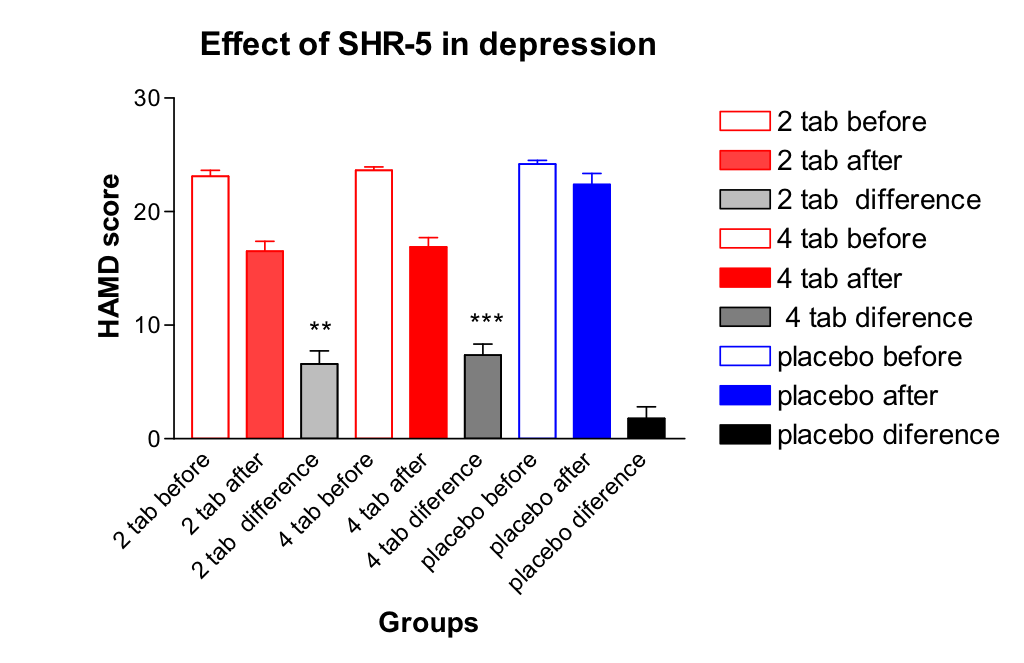 Effect of SHR-5 in depression
HAMD score
30
20
10
0
**
***
2 tab before
2 tab after
2 tab  difference
4 tab before
4 tab after
4 tab diference
placebo before
placebo after
placebo diference
Groups
2 tab before
2 tab after
2 tab  difference
4 tab before
4 tab after
4 tab diference
placebo before
placebo after
placebo diference